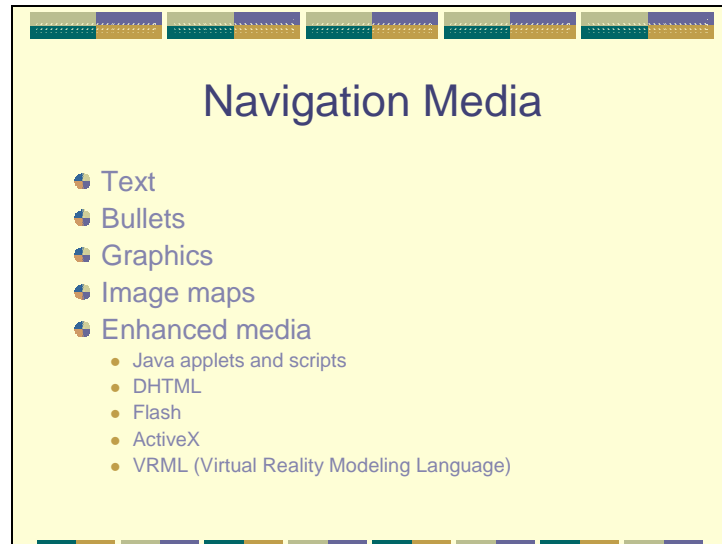 Navigation Media
Text
Bullets
Graphics
Image maps
Enhanced media
Java applets and scripts
DHTML
Flash
ActiveX
VRML (Virtual Reality Modeling Language)